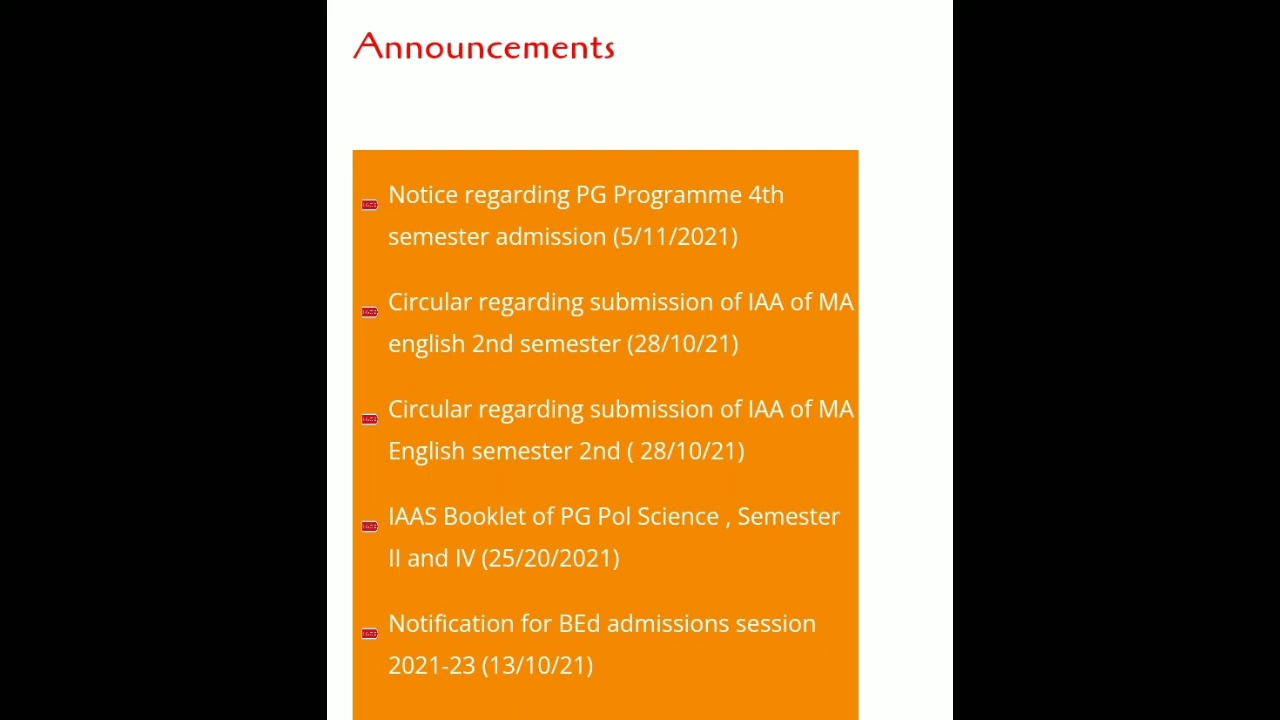 Announcements
Notice regarding PG Programme 4th
semester admission (5/11/2021)
Circular regarding submission of IAA of MA
english 2nd semester (28/10/21)
Circular regarding submission of IAA of MA
English semester 2nd ( 28/10/21)
IAAS Booklet of PG Pol Science , Semester
II and IV (25/20/2021)
Notification for BEd admissions session
2021-23 (13/10/21)